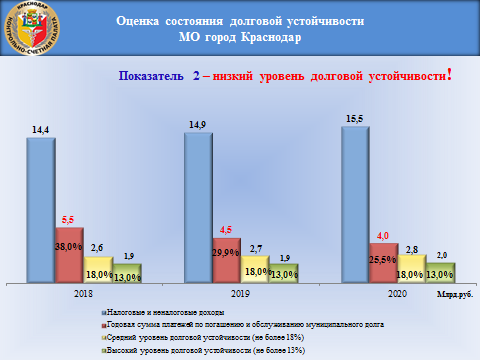 КРАСНОДАР
КОНТРОЛЬНО-СЧЕТНАЯ ПАЛАТА
Оценка состояния долговой устойчивости
МО город Краснодар
Показатель 2 – низкий уровень долговой устойчивости!
14,4
5,5
38,0%
2,6
18,0%
1,9
13,0%
14,9
4,5
29,9%
2,7
18,0%
1,9
13,0%
15,5
4,0
25,5%
2,8
18,0%
2,0
13,0%
2018
2019
2020
Млрд.руб.
Налоговые и неналоговые доходы
Годовая сумма платежей по погашению и обслуживанию муниципального долга
Средний уровень долговой устойчивости (не более 18%)
Высокий уровень долговой устойчивости (не более 13%)